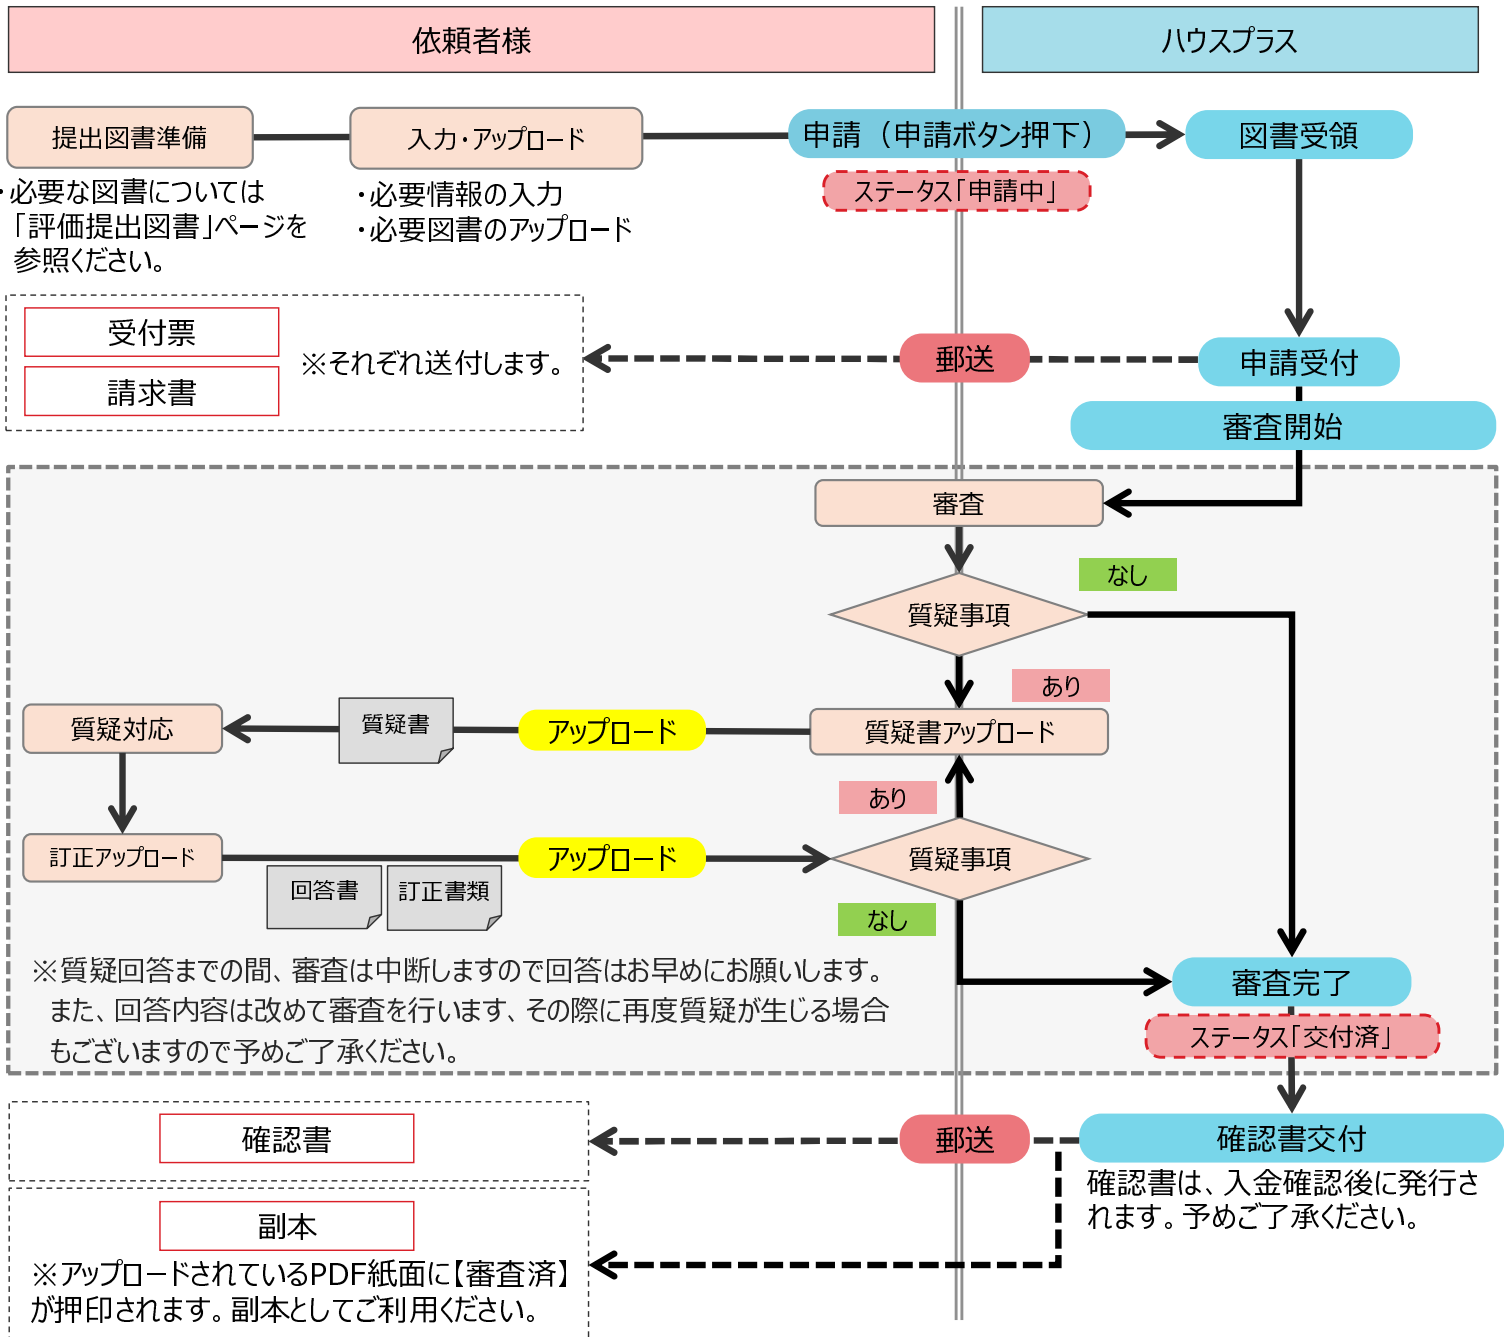 依頼者様
ハウスプラス
提出図書準備
入力・アップロード
申請（申請ボタン押下）
図書受領
ステータス「申請中」
・必要な図書については
「評価提出図書」ページを
参照ください。
・必要情報の入力
・必要図書のアップロード
受付票
請求書
※それぞれ送付します。
郵送
申請受付
審査開始
審査
質疑事項
なし
あり
質疑対応
質疑書
アップロード
質疑書アップロード
あり
訂正アップロード
アップロード
質疑事項
回答書
訂正書類
なし
※質疑回答までの間、審査は中断しますので回答はお早めにお願いします。
また、回答内容は改めて審査を行います、その際に再度質疑が生じる場合
もございますので予めご了承ください。
審査完了
ステータス「交付済」
確認書
郵送
確認書交付
確認書は、入金確認後に発行さ
れます。予めご了承ください。
副本
※アップロードされているPDF紙面に【審査済】
が押印されます。副本としてご利用ください。